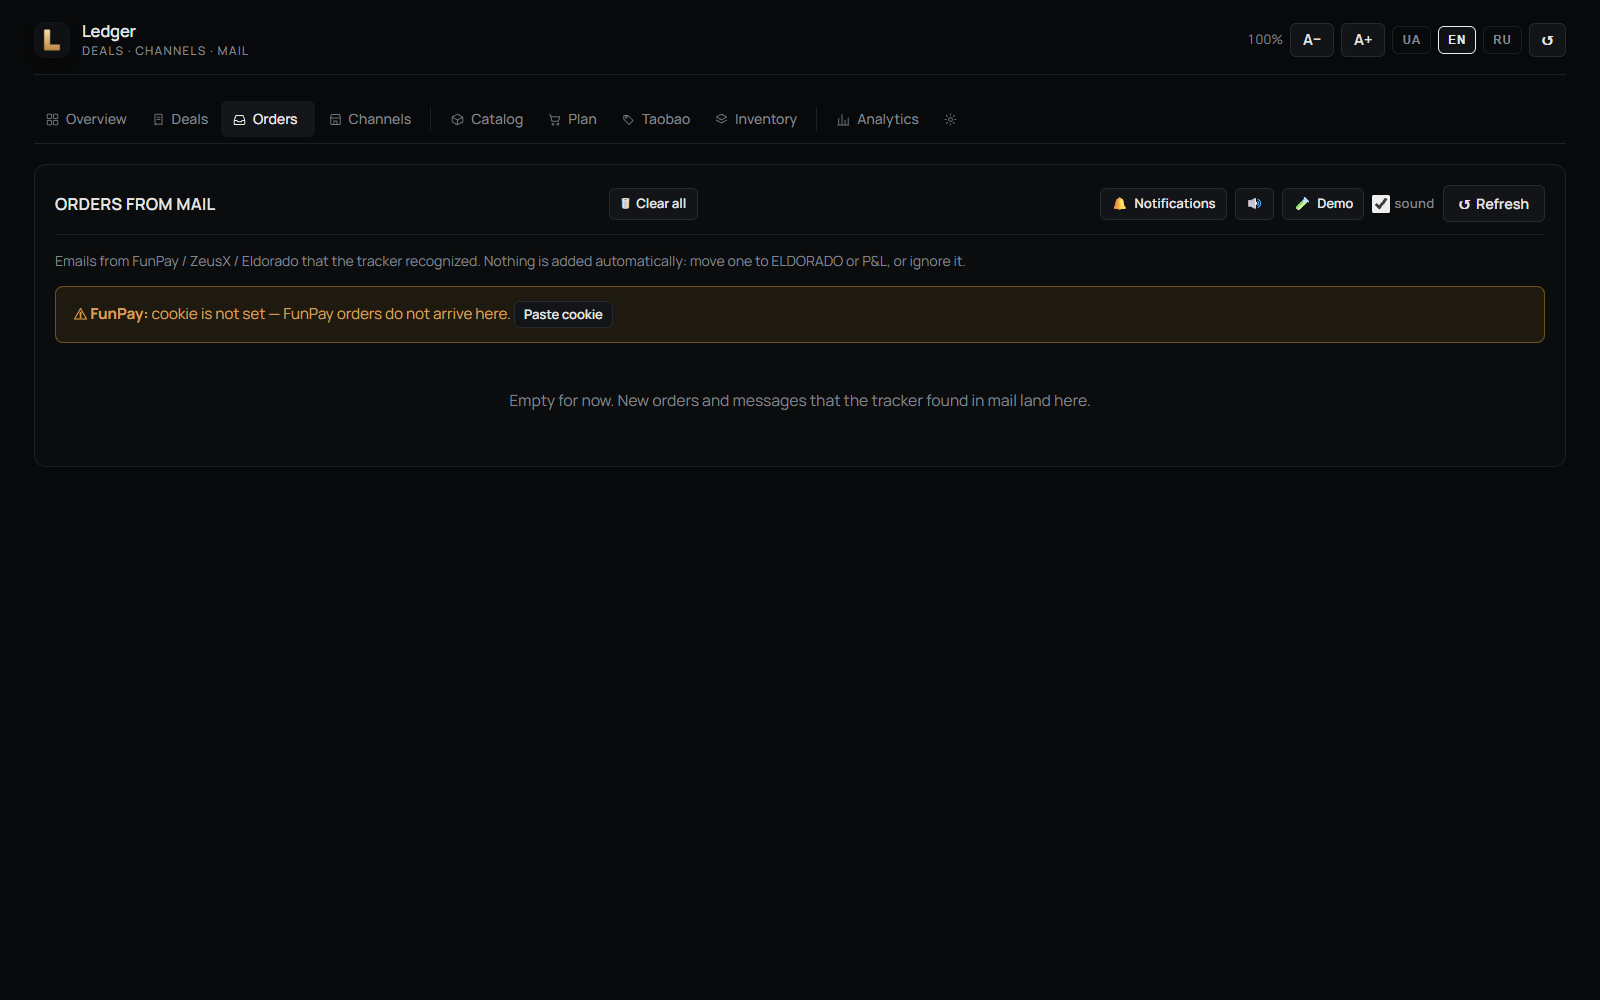 Ledger
DEALS · CHANNELS · MAIL
100% A− A+ UA EN RU ↺
Overview Deals Orders Channels Catalog Plan Taobao Inventory Analytics
ORDERS FROM MAIL Clear all Notifications Demo sound ↺ Refresh
Emails from FunPay / ZeusX / Eldorado that the tracker recognized. Nothing is added automatically: move one to ELDORADO or P&L, or ignore it.
⚠ FunPay: cookie is not set — FunPay orders do not arrive here. Paste cookie
Empty for now. New orders and messages that the tracker found in mail land here.